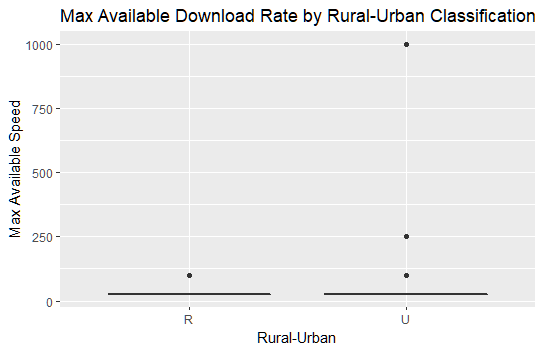 Max Available Download Rate by Rural-Urban Classification
Max Available Speed
1000
750
500
250
0
R
U
Rural-Urban